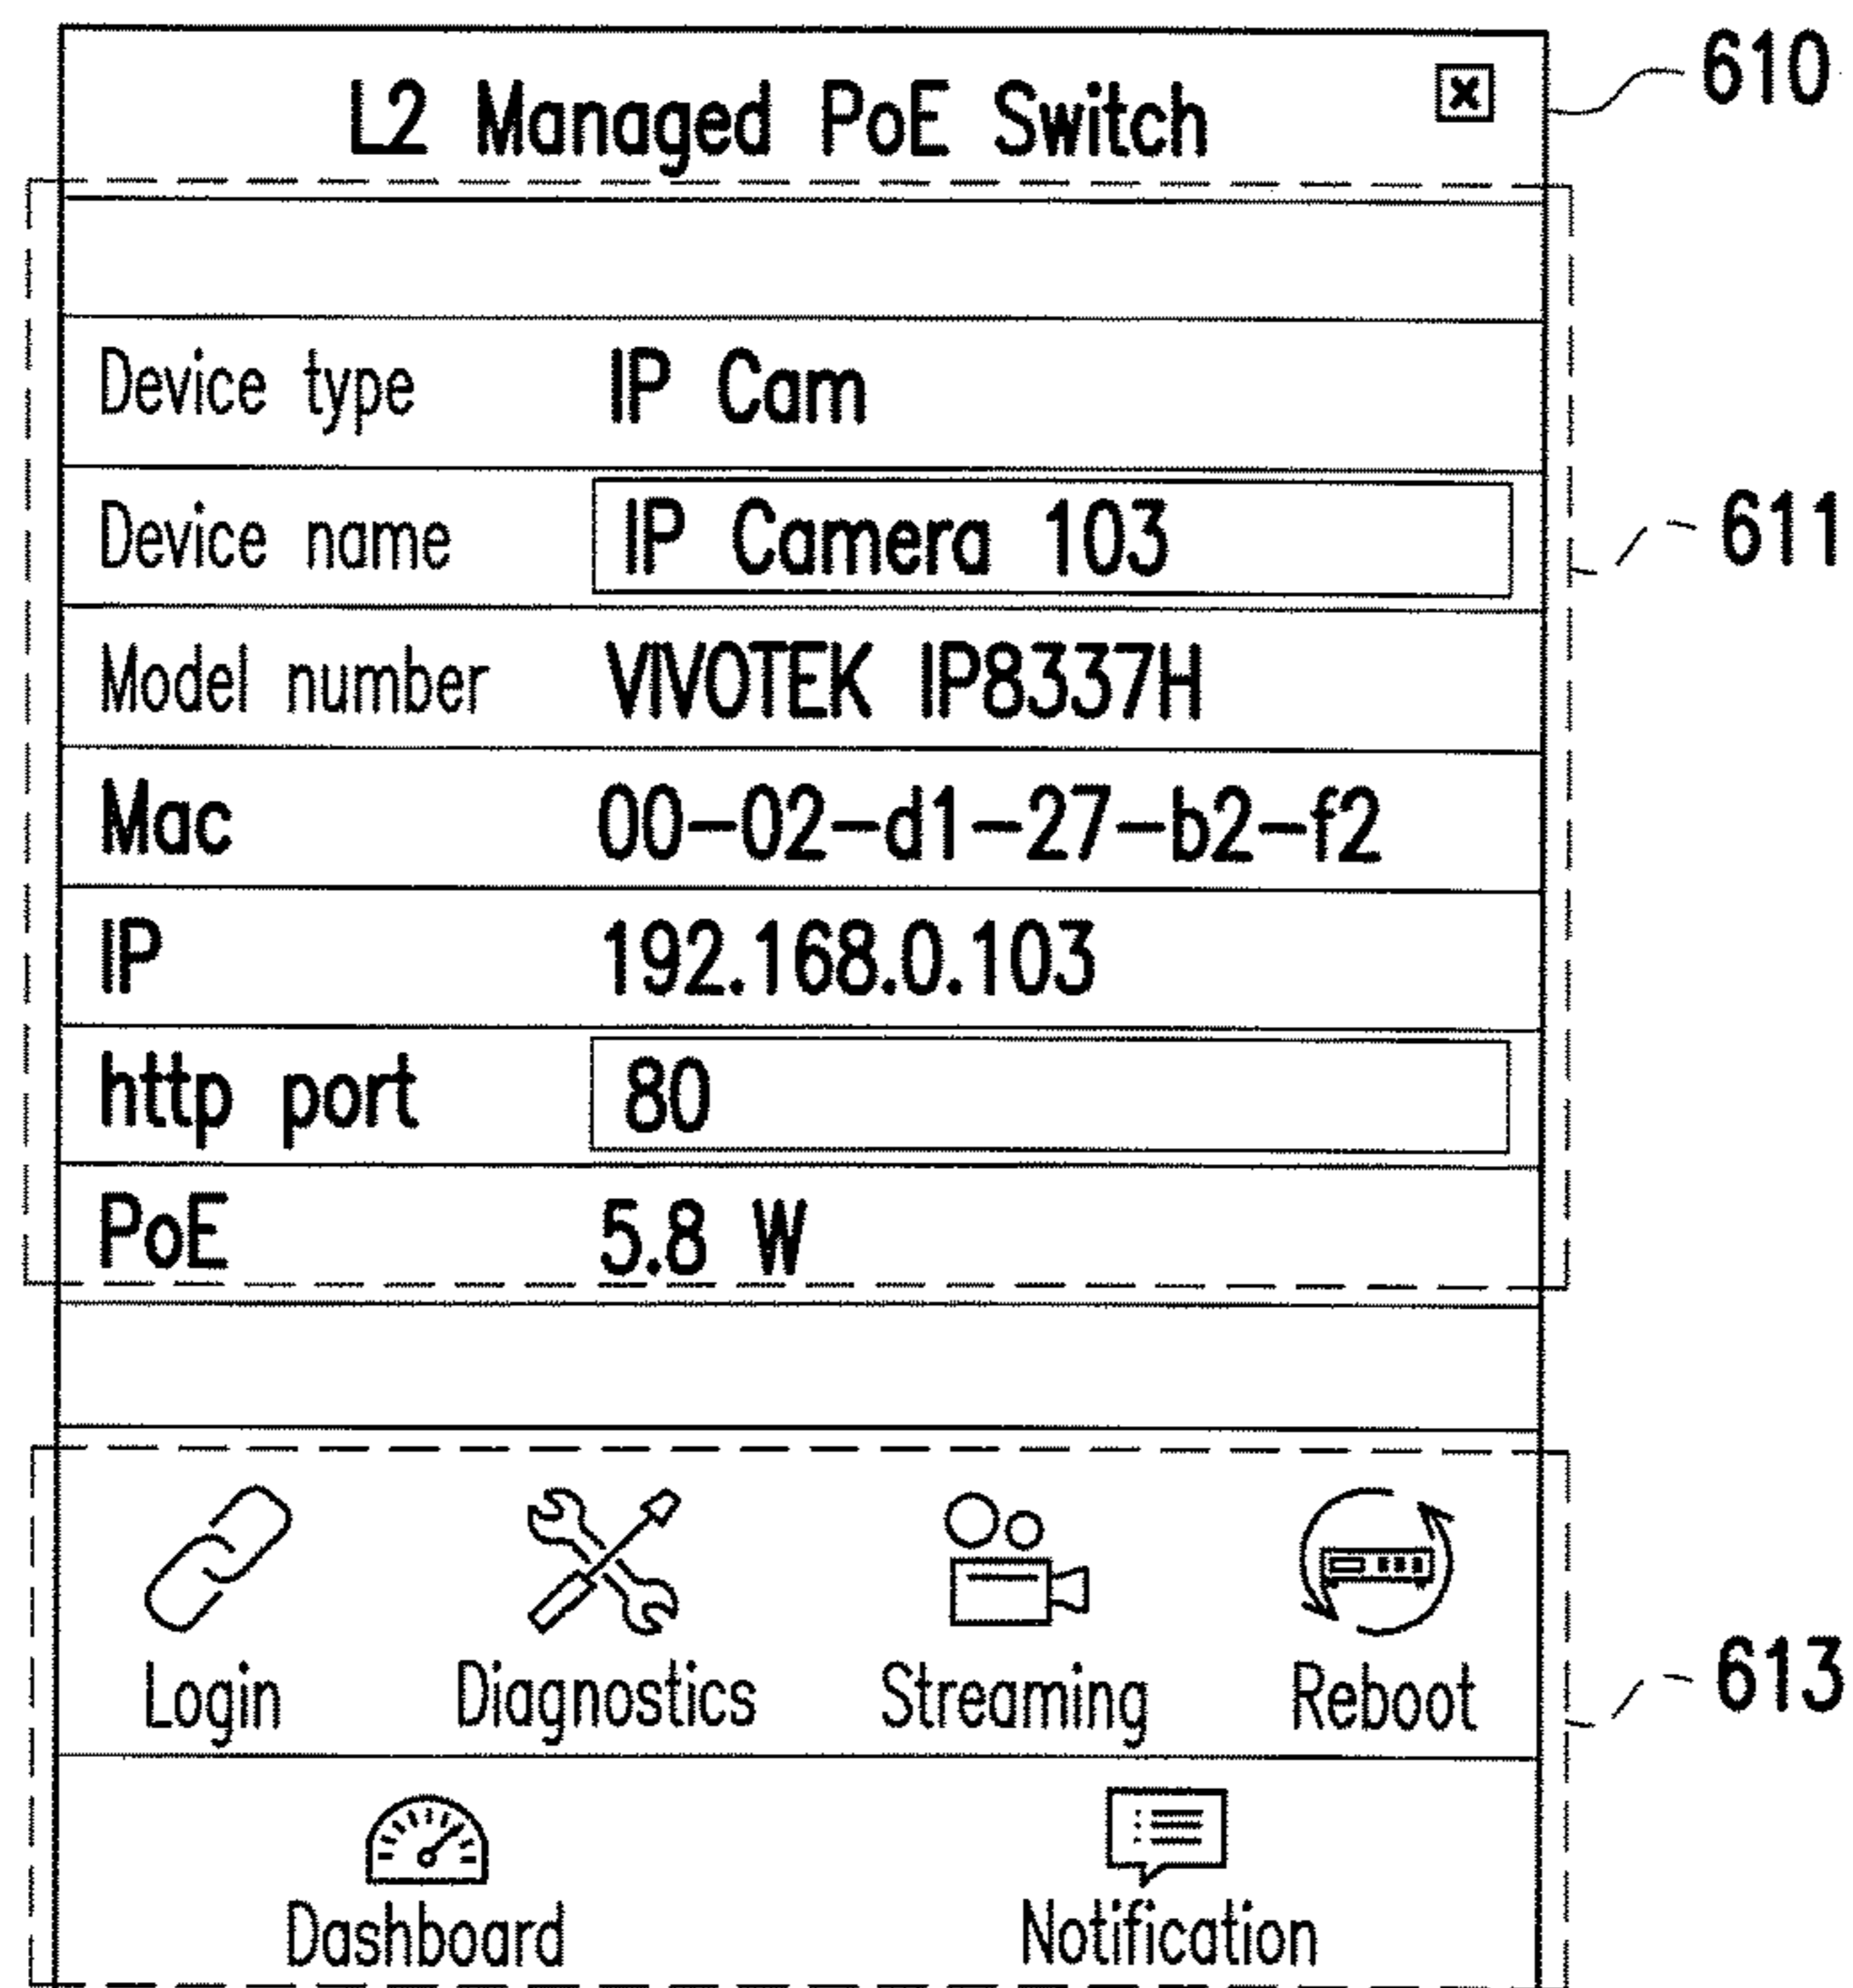 L2 Managed PoE Switch x 610
Device type IP Cam
Device name IP Camera 103 611
Model number VIVOTEK IP8337H
Mac 00-02-d1-27-b2-f2
IP 192.168.0.103
http port 80
PoE 5.8 W
Login Diagnostics Streaming Reboot 613
Dashboard Notification